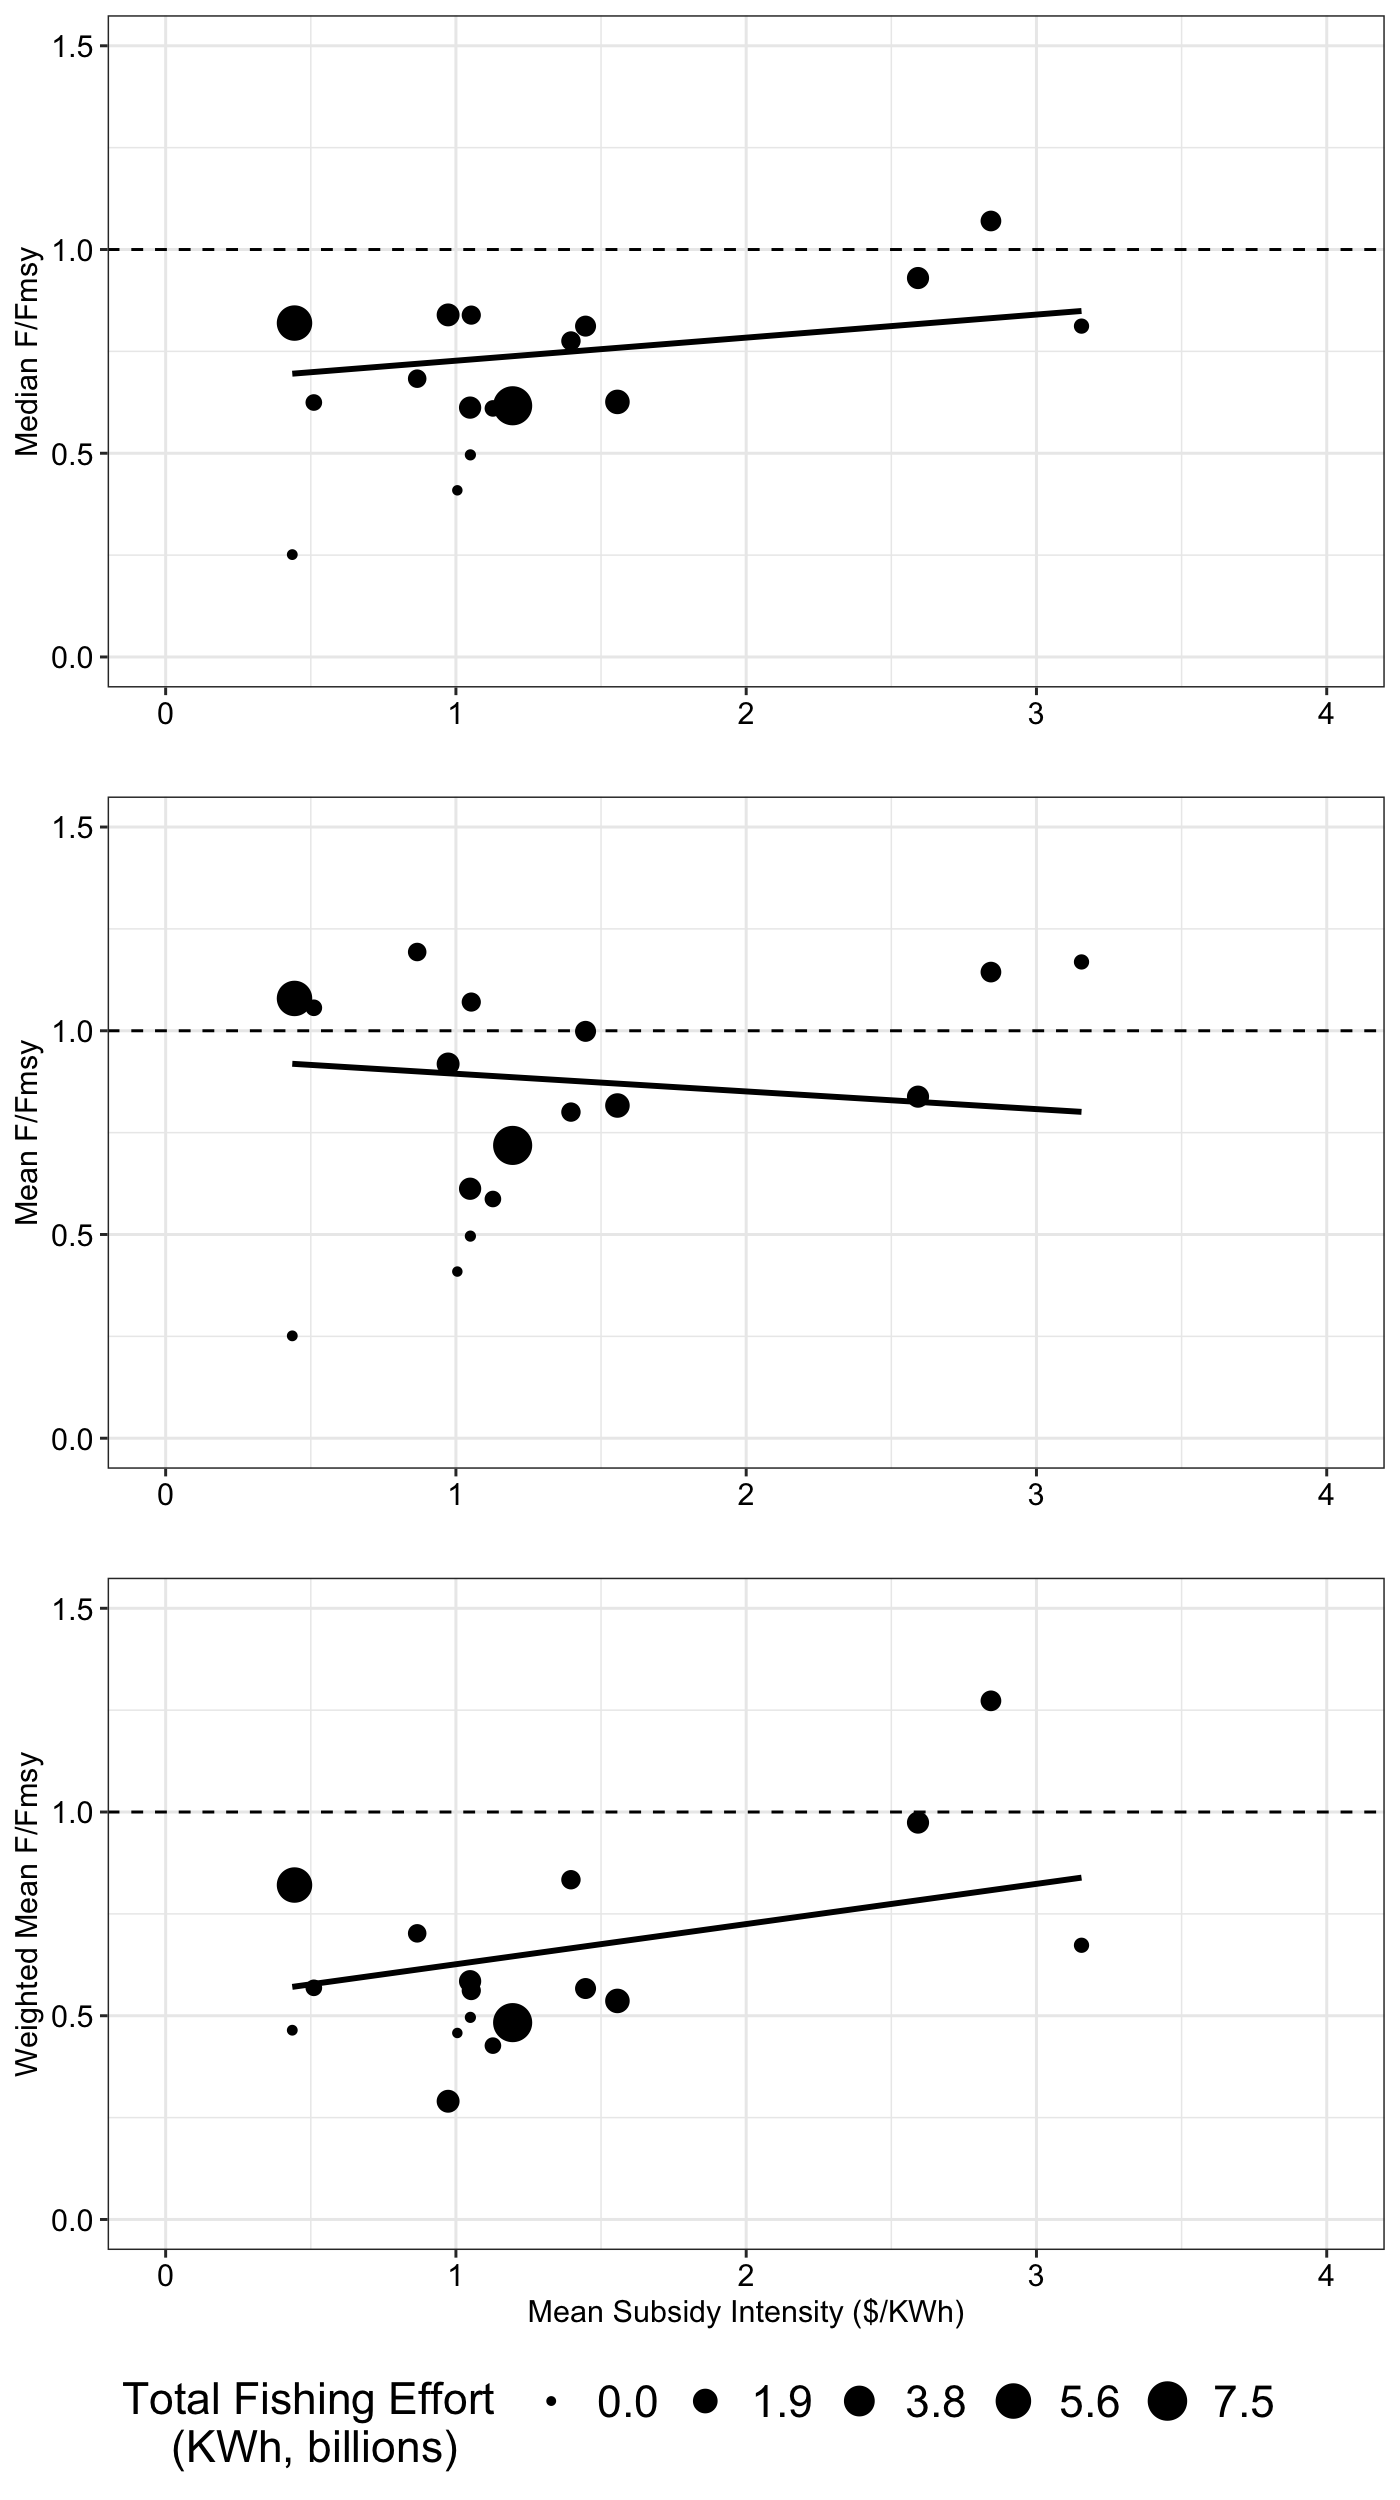 1.5
1.0
0.5
0.0
Median F/Fmsy
0 1 2 3 4
1.5
1.0
0.5
0.0
Mean F/Fmsy
0 1 2 3 4
1.5
1.0
0.5
0.0
Weighted Mean F/Fmsy
0 1 2 3 4
Mean Subsidy Intensity ($/KWh)
Total Fishing Effort
(KWh, billions)
0.0 1.9 3.8 5.6 7.5